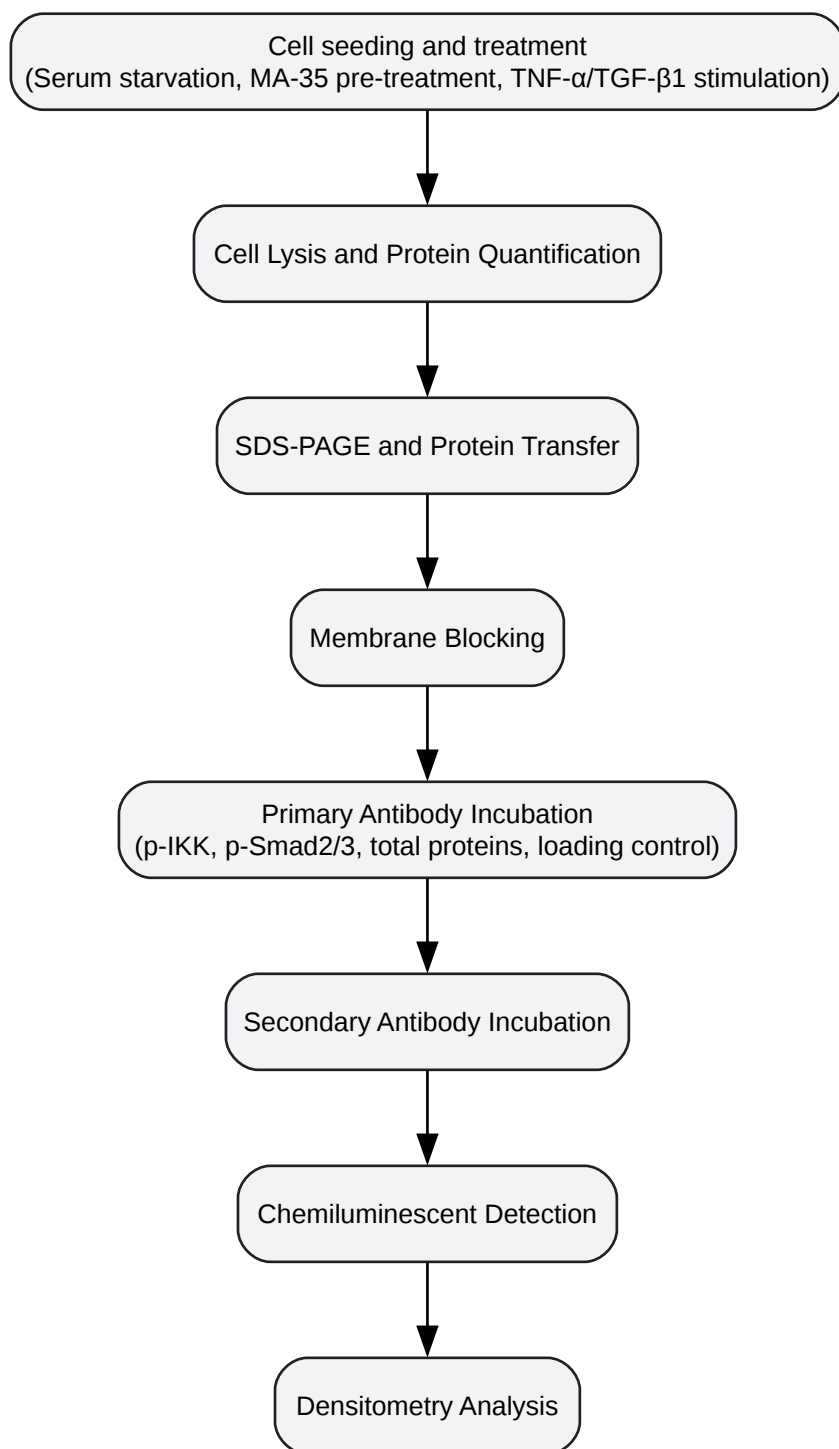 Cell seeding and treatment
(Serum starvation, MA-35 pre-treatment, TNF-α/TGF-β1 stimulation)
Cell Lysis and Protein Quantification
SDS-PAGE and Protein Transfer
Membrane Blocking
Primary Antibody Incubation
(p-IKK, p-Smad2/3, total proteins, loading control)
Secondary Antibody Incubation
Chemiluminescent Detection
Densitometry Analysis